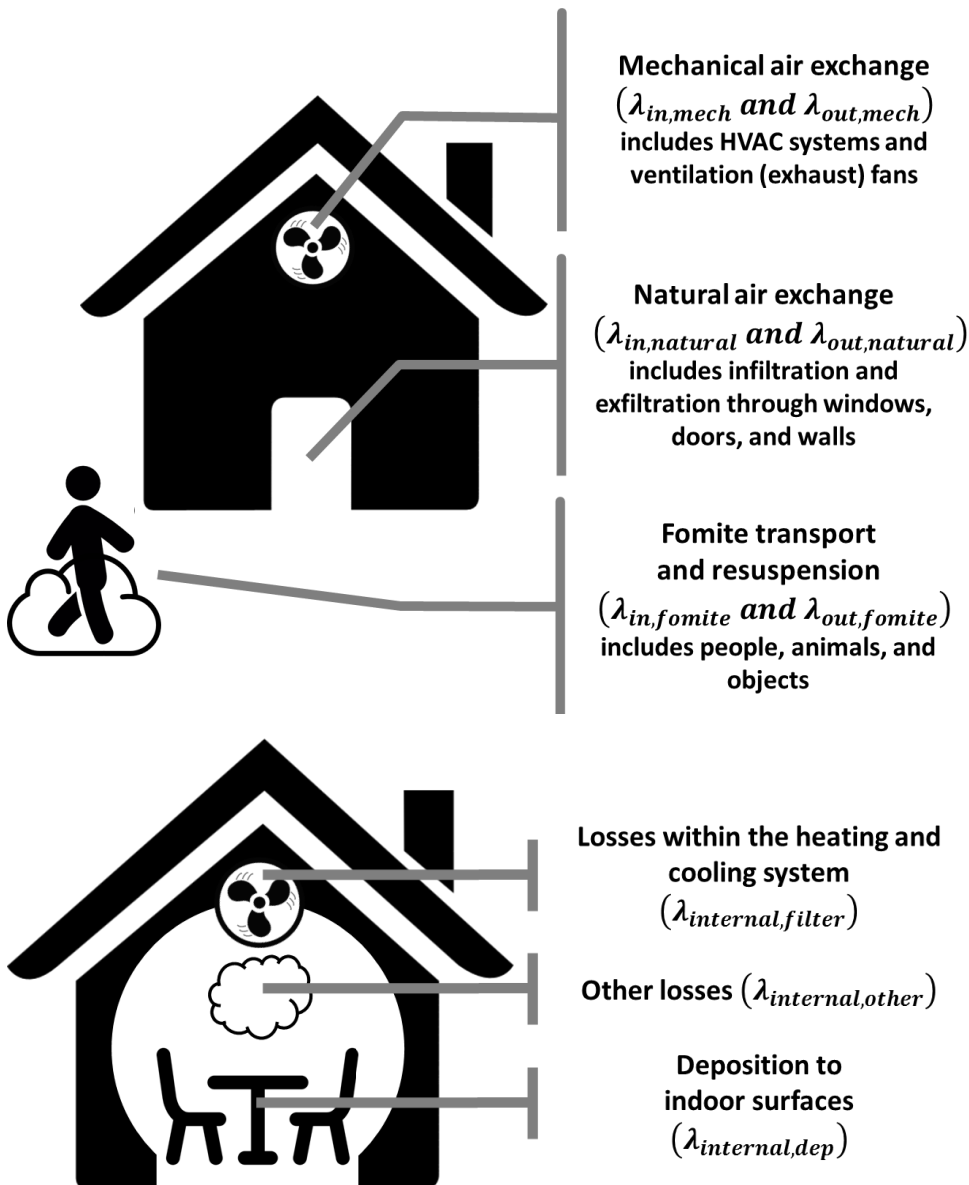 Mechanical air exchange
(λin,mech and λout,mech)
includes HVAC systems and
ventilation (exhaust) fans
Natural air exchange
(λin,natural and λout,natural)
includes infiltration and
exfiltration through windows,
doors, and walls
Fomite transport
and resuspension
(λin,fomite and λout,fomite)
includes people, animals, and
objects
Losses within the heating and
cooling system
(λinternal,filter)
Other losses (λinternal,other)
Deposition to
indoor surfaces
(λinternal,dep)